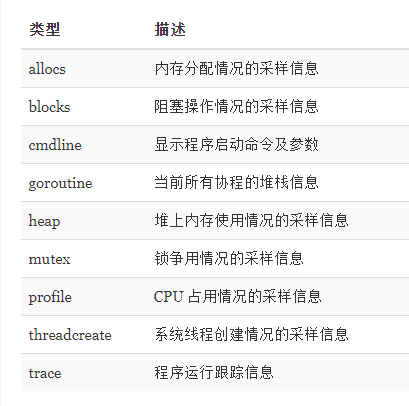 类型 描述
allocs 内存分配情况的采样信息
blocks 阻塞操作情况的采样信息
cmdline 显示程序启动命令及参数
goroutine 当前所有协程的堆栈信息
heap 堆上内存使用情况的采样信息
mutex 锁争用情况的采样信息
profile CPU 占用情况的采样信息
threadcreate 系统线程创建情况的采样信息
trace 程序运行跟踪信息